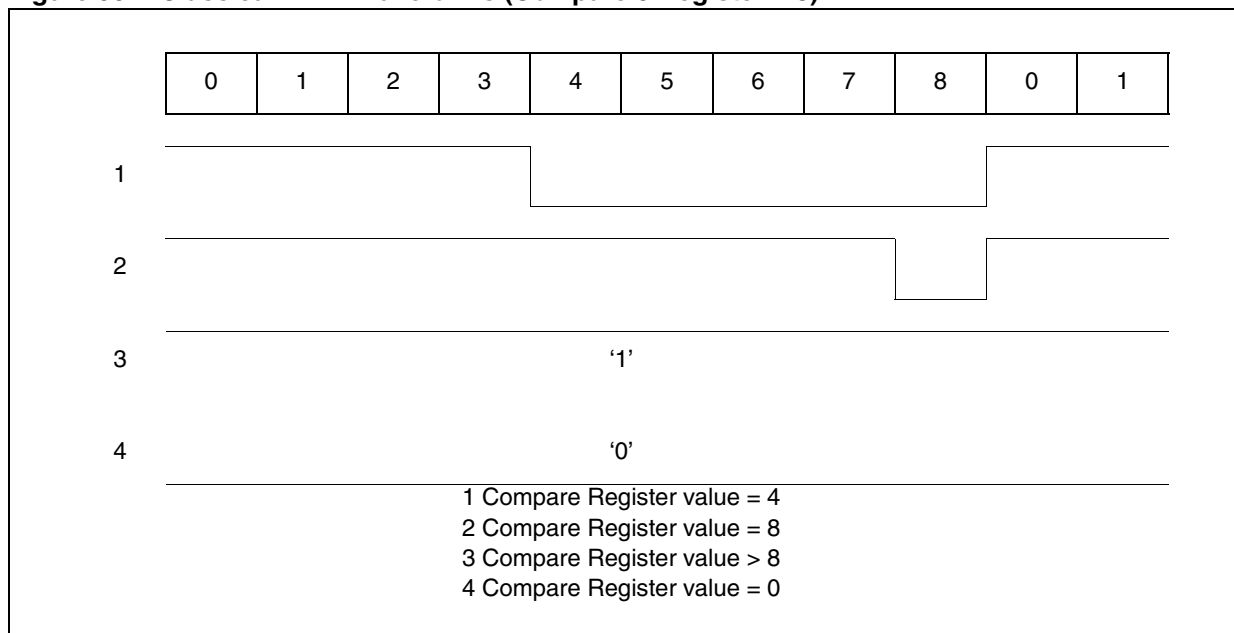 0 1 2 3 4 5 6 7 8 0 1
1
2
3 ‘1’
4 ‘0’
1 Compare Register value = 4
2 Compare Register value = 8
3 Compare Register value > 8
4 Compare Register value = 0